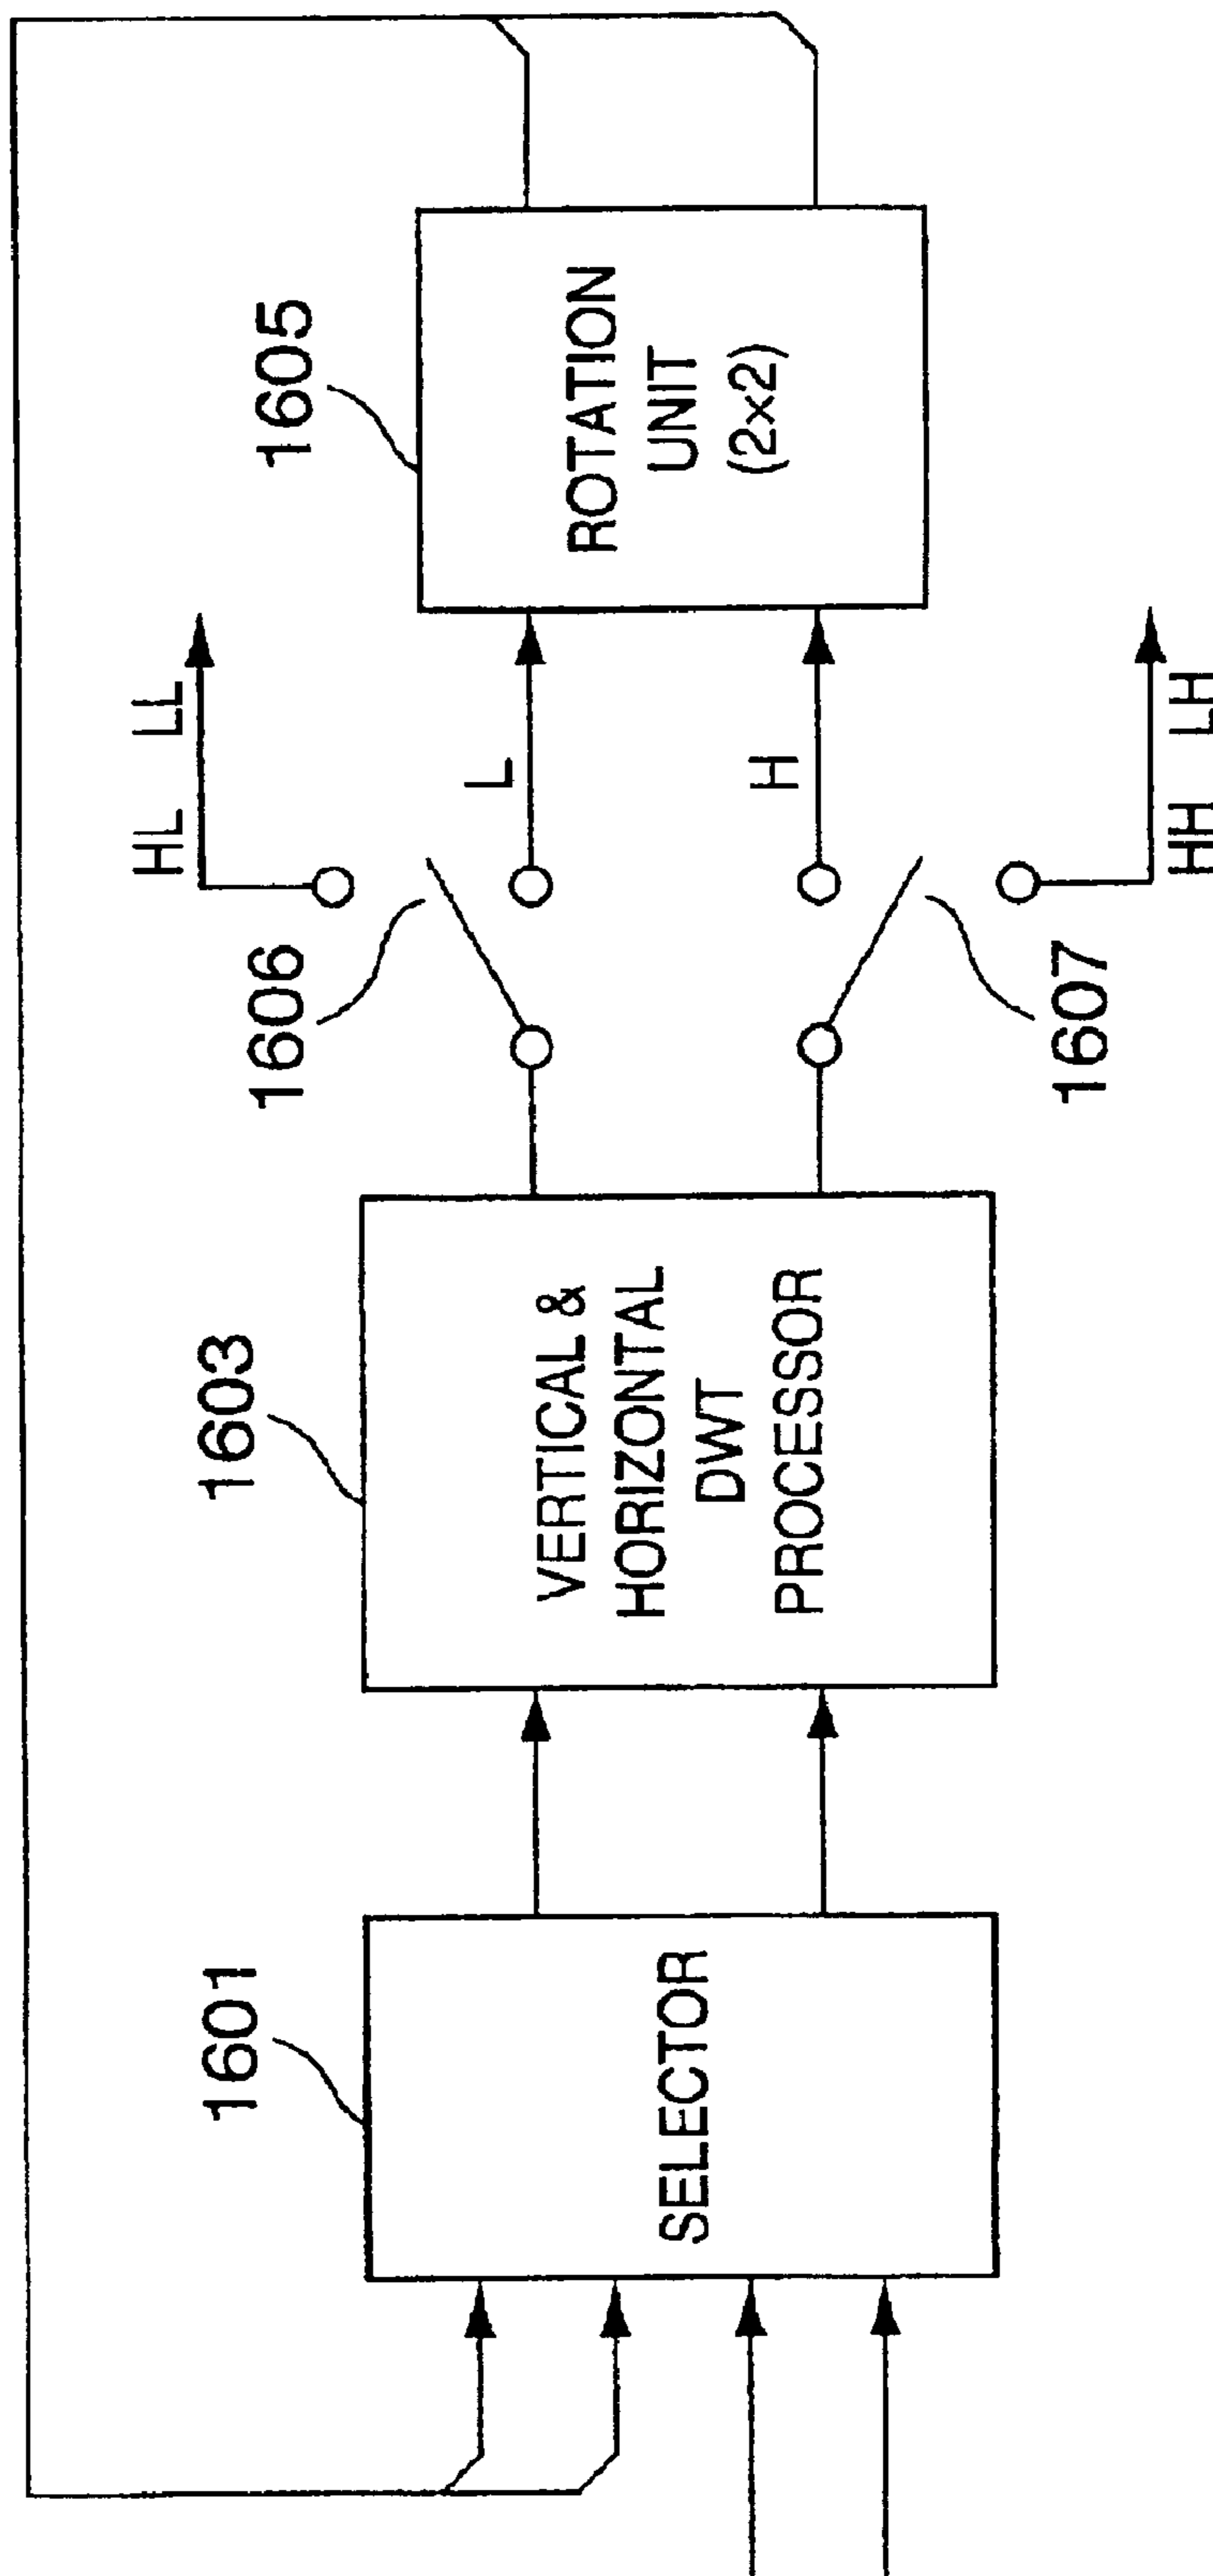 1601
SELECTOR
1603
VERTICAL &
HORIZONTAL
DWT
PROCESSOR
1606
1607
HL LL
L
H
HH LH
1605
ROTATION
UNIT
(2×2)